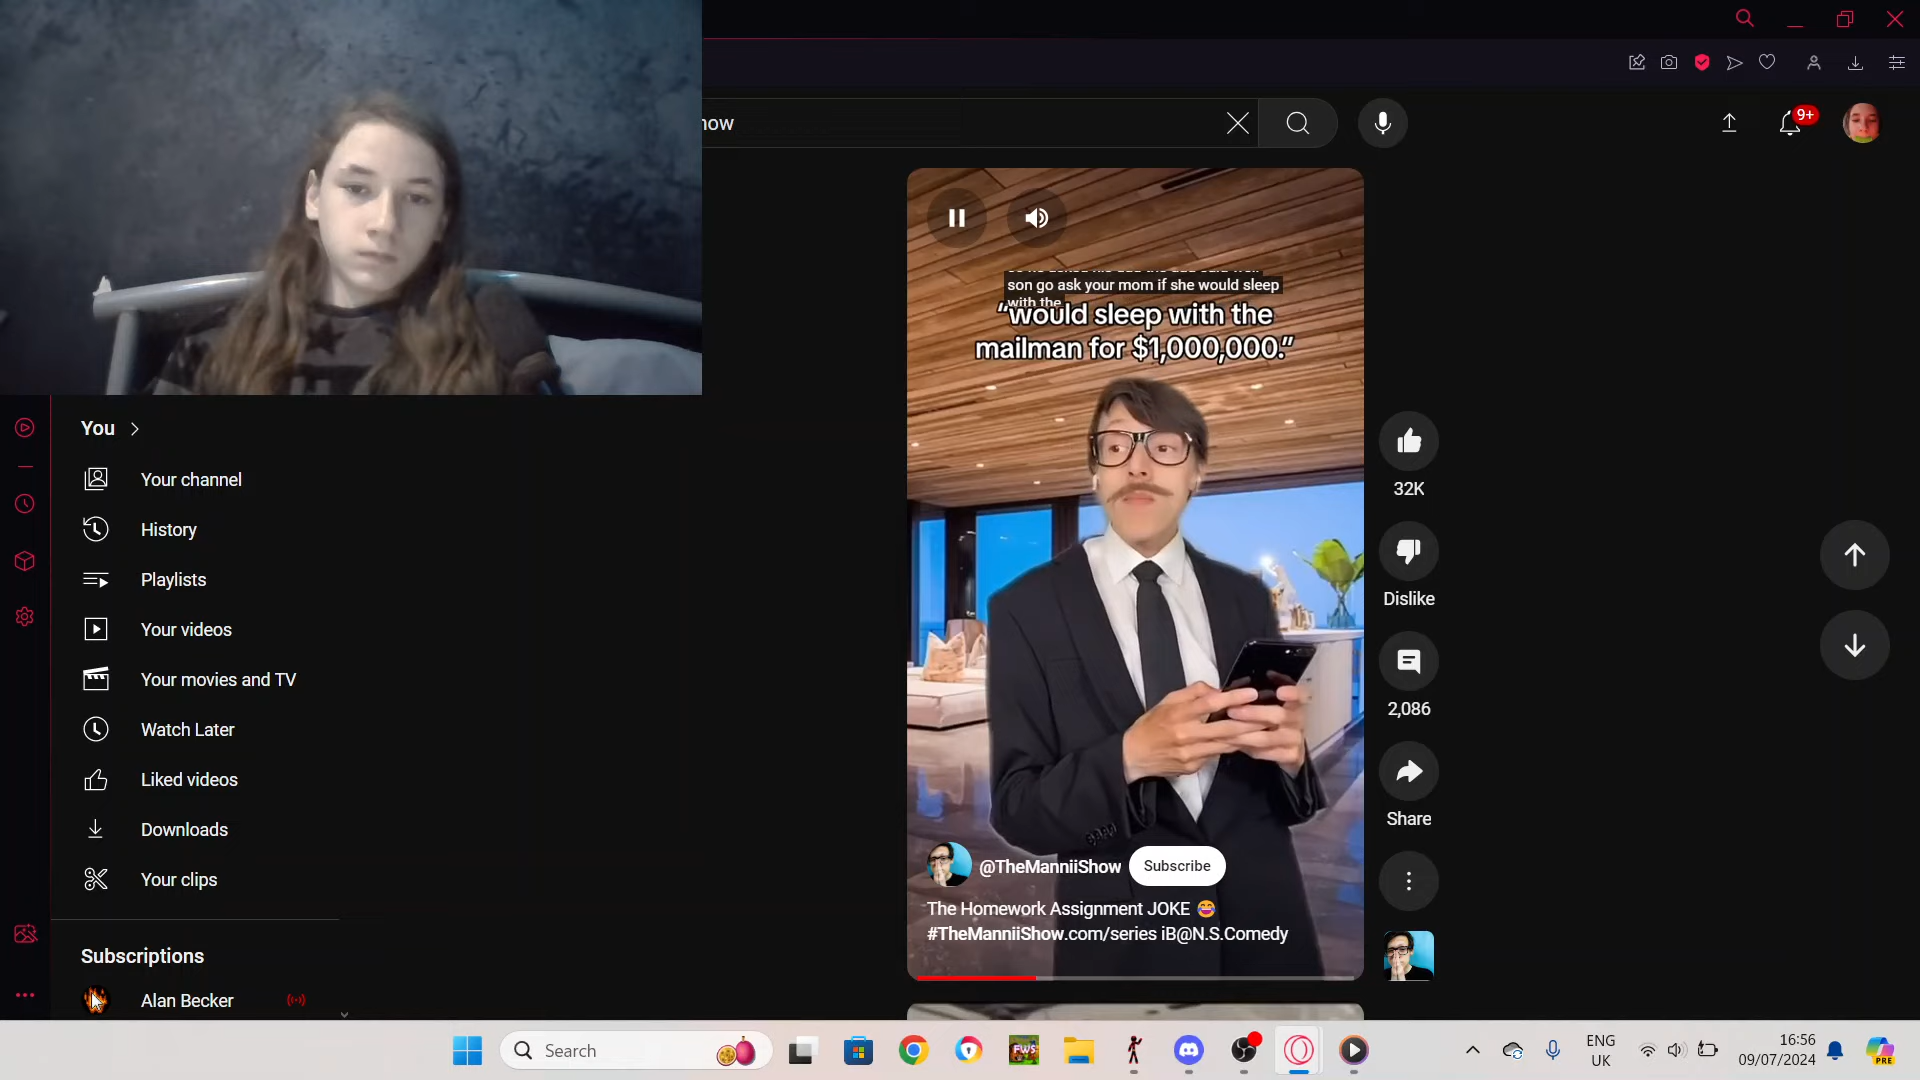 how
9+
son go ask your mom if she would sleep
with the
“would sleep with the
mailman for $1,000,000.”
You
Your channel
History
Playlists
Your videos
Your movies and TV
Watch Later
Liked videos
Downloads
Your clips
Subscriptions
Alan Becker
32K
Dislike
2,086
Share
@TheManniiShow
Subscribe
The Homework Assignment JOKE 😂
#TheManniiShow.com/series iB@N.S.Comedy
Search
FWS
ENG
UK
16:56
09/07/2024
PRE